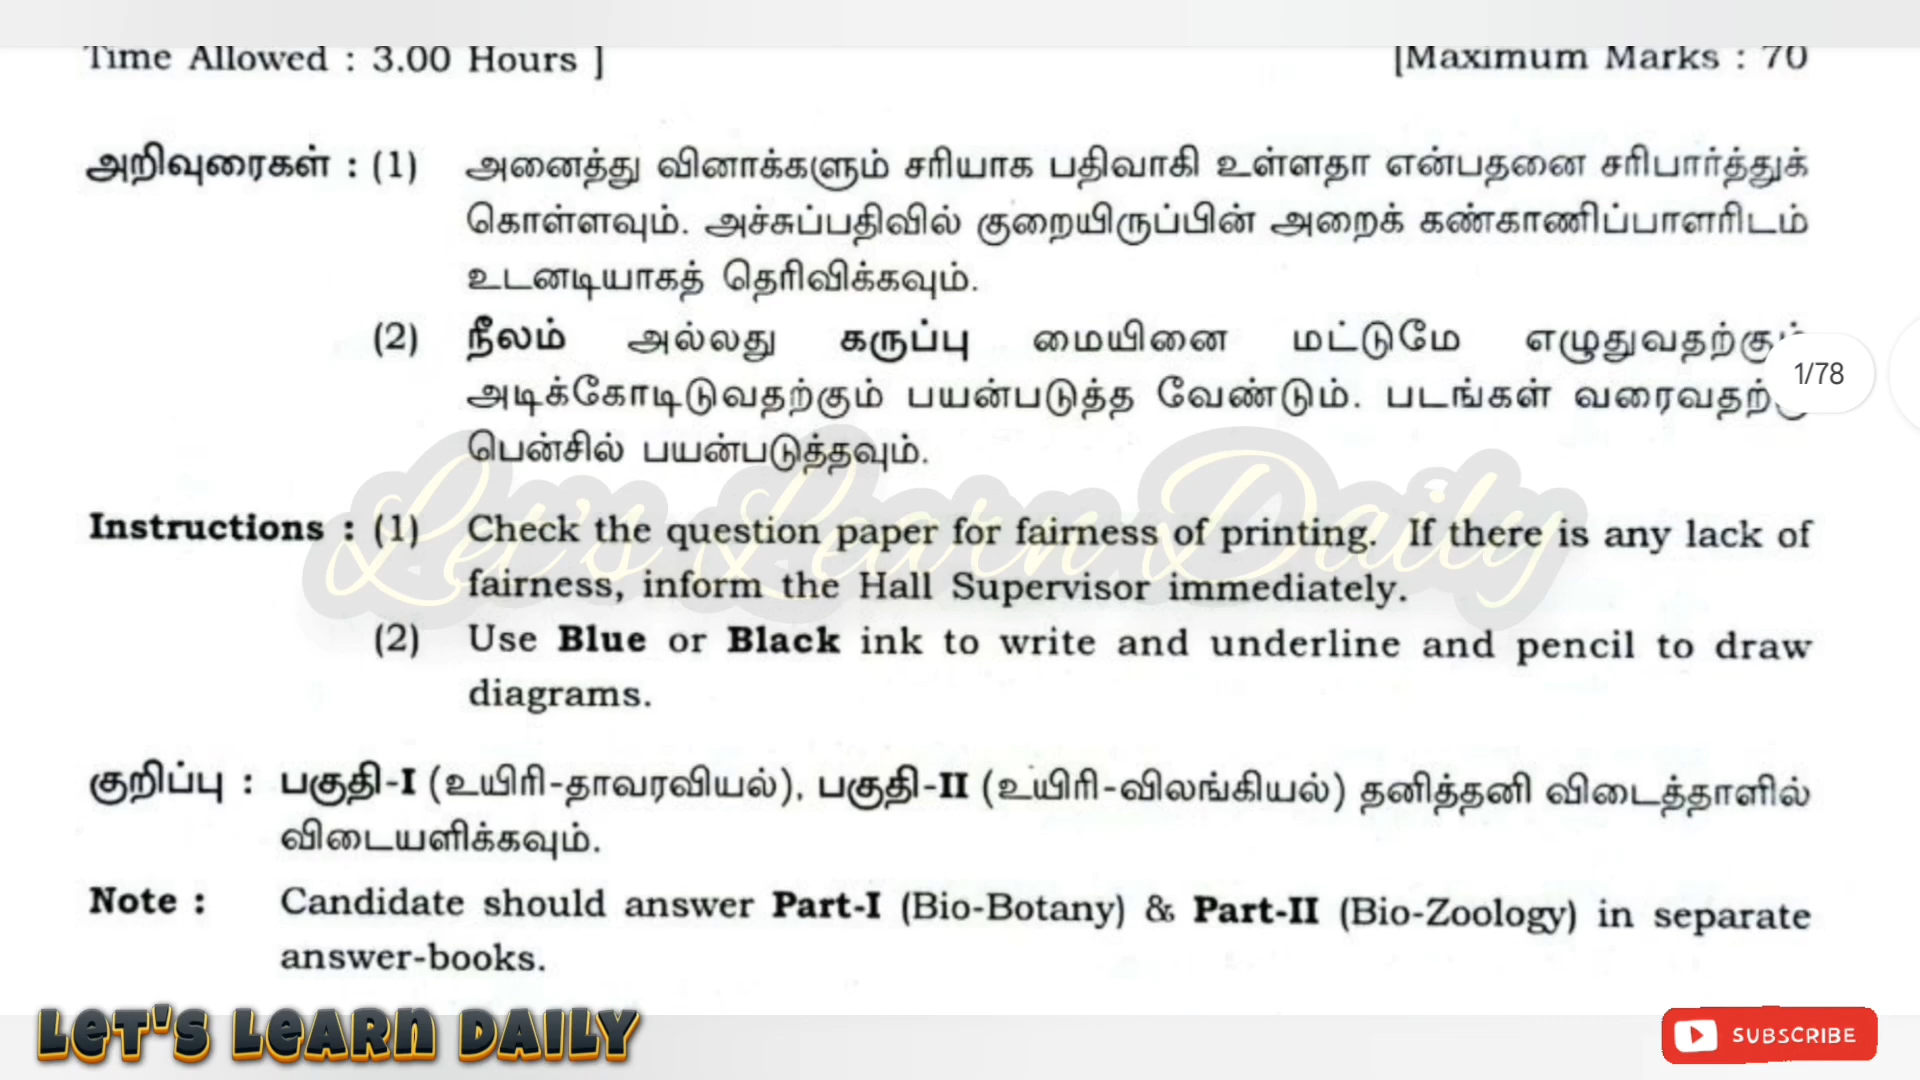 Time Allowed : 3.00 Hours ] [Maximum Marks : 70
அறிவுரைகள் : (1) அனைத்து வினாக்களும் சரியாக பதிவாகி உள்ளதா என்பதனை சரிபார்த்துக்
கொள்ளவும். அச்சுப்பதிவில் குறையிருப்பின் அறைக் கண்காணிப்பாளரிடம்
உடனடியாகத் தெரிவிக்கவும்.
(2) நீலம் அல்லது கருப்பு மையினை மட்டுமே எழுதுவதற்கும்
1/78
அடிக்கோடிடுவதற்கும் பயன்படுத்த வேண்டும். படங்கள் வரைவதற்கு
பென்சில் பயன்படுத்தவும்.
Let's Learn Daily
Instructions : (1) Check the question paper for fairness of printing. If there is any lack of
fairness, inform the Hall Supervisor immediately.
(2) Use Blue or Black ink to write and underline and pencil to draw
diagrams.
குறிப்பு : பகுதி-I (உயிரி-தாவரவியல்), பகுதி-II (உயிரி-விலங்கியல்) தனித்தனி விடைத்தாளில்
விடையளிக்கவும்.
Note : Candidate should answer Part-I (Bio-Botany) & Part-II (Bio-Zoology) in separate
answer-books.
LET'S LEARN DAILY
SUBSCRIBE